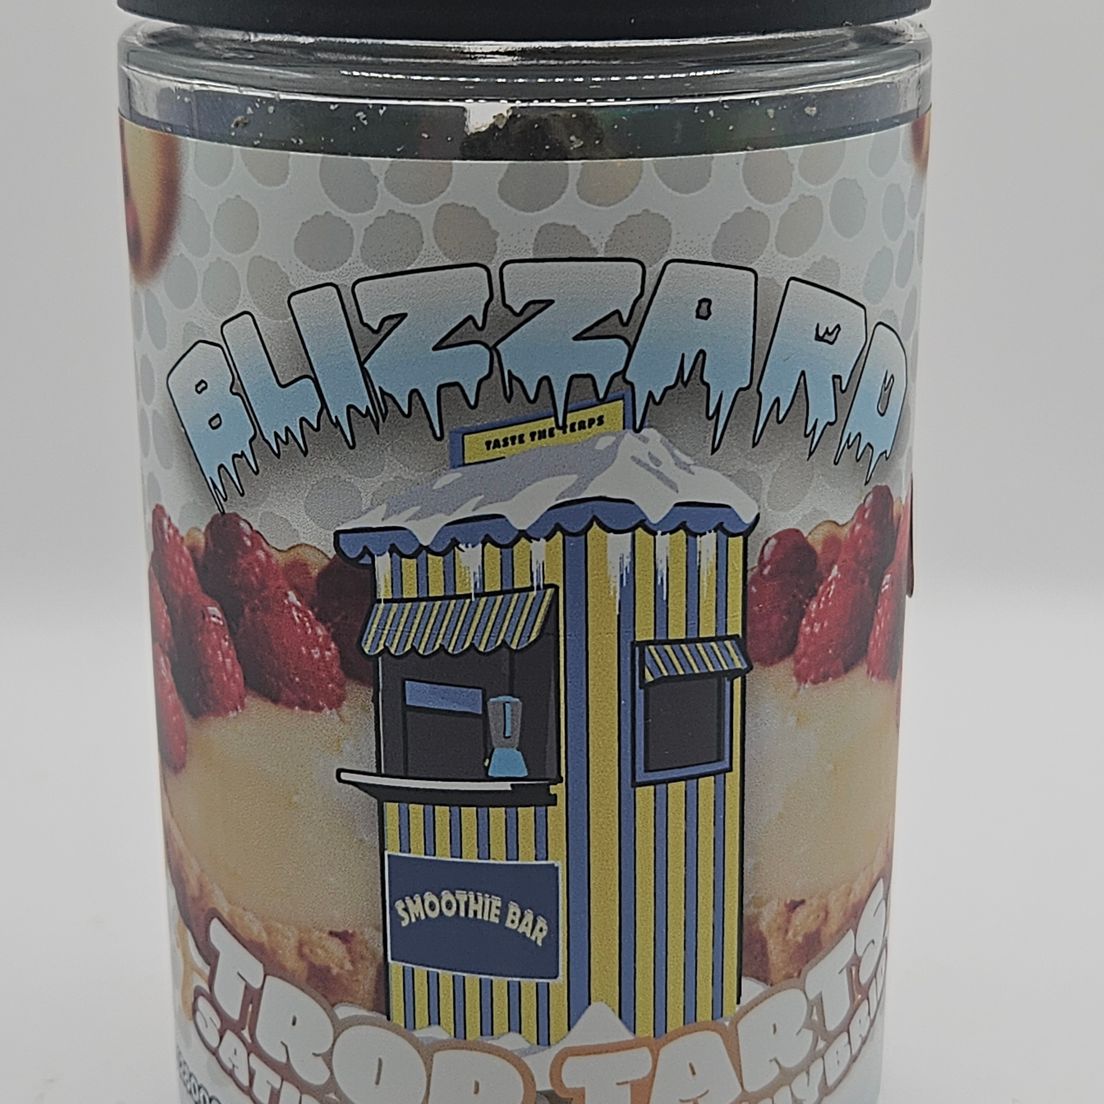 BLIZZARD
TASTE THE TERPS
SMOOTHIE BAR
TROP TARTS